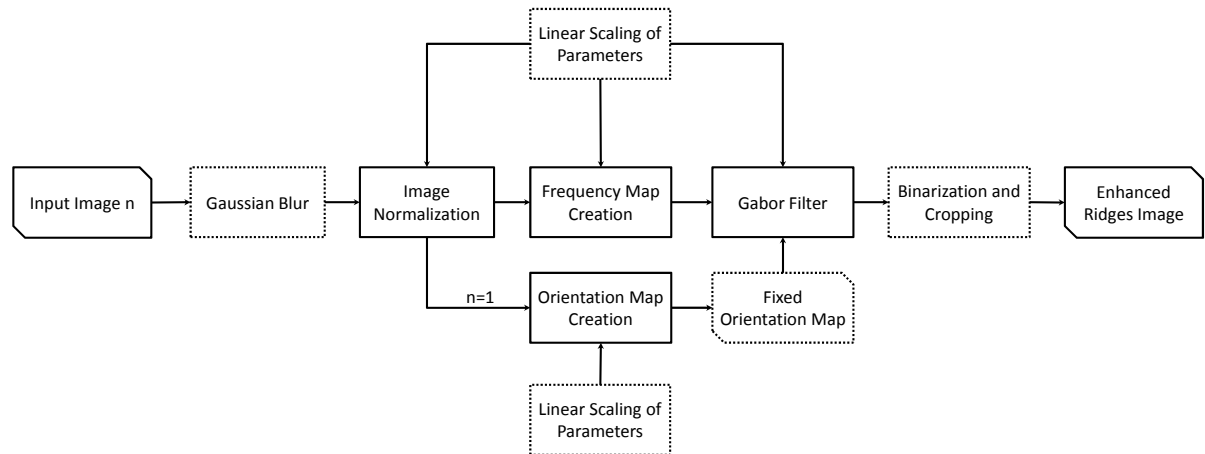 Linear Scaling of
Parameters
Input Image n
Gaussian Blur
Image
Normalization
Frequency Map
Creation
Gabor Filter
Binarization and
Cropping
Enhanced
Ridges Image
n=1
Orientation Map
Creation
Fixed
Orientation Map
Linear Scaling of
Parameters